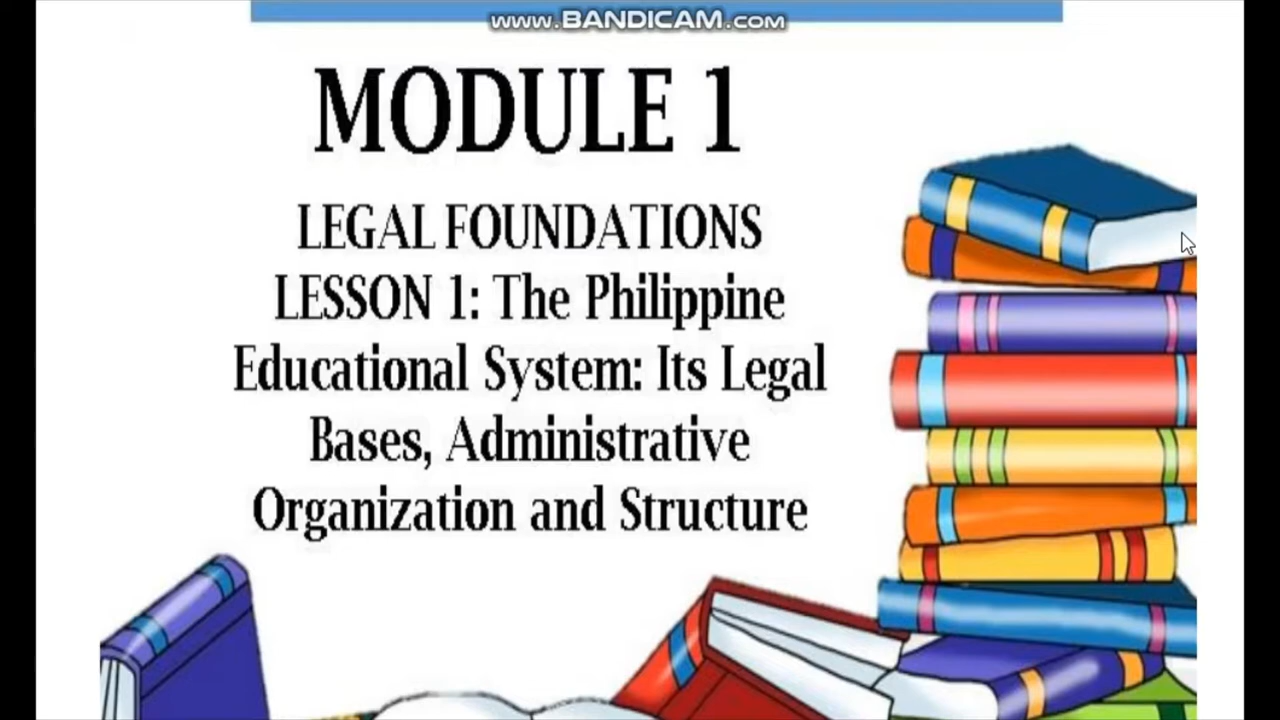 www.BANDICAM.com
MODULE 1
LEGAL FOUNDATIONS
LESSON 1: The Philippine
Educational System: Its Legal
Bases, Administrative
Organization and Structure